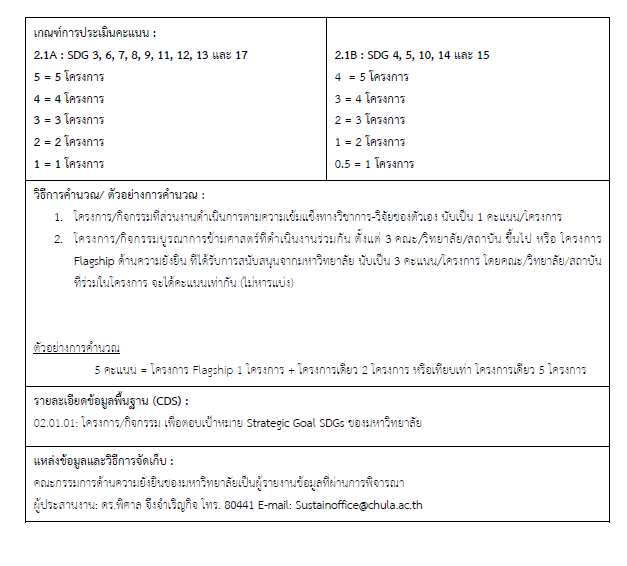 เกณฑ์การประเมินคะแนน :
2.1A : SDG 3, 6, 7, 8, 9, 11, 12, 13 และ 17
5 = 5 โครงการ
4 = 4 โครงการ
3 = 3 โครงการ
2 = 2 โครงการ
1 = 1 โครงการ
2.1B : SDG 4, 5, 10, 14 และ 15
4 = 5 โครงการ
3 = 4 โครงการ
2 = 3 โครงการ
1 = 2 โครงการ
0.5 = 1 โครงการ
วิธีการคำนวณ/ ตัวอย่างการคำนวณ :
1. โครงการ/กิจกรรมที่ส่วนงานดำเนินการตามความเข้มแข็งทางวิชาการ-วิจัยของตัวเอง นับเป็น 1 คะแนน/โครงการ
2. โครงการ/กิจกรรมบูรณาการข้ามศาสตร์ที่ดำเนินงานร่วมกัน ตั้งแต่ 3 คณะ/วิทยาลัย/สถาบัน ขึ้นไป หรือ โครงการ
Flagship ด้านความยั่งยืน ที่ได้รับการสนับสนุนจากมหาวิทยาลัย นับเป็น 3 คะแนน/โครงการ โดยคณะ/วิทยาลัย/สถาบัน
ที่ร่วมในโครงการ จะได้คะแนนเท่ากัน (ไม่หารแบ่ง)
ตัวอย่างการคำนวณ
5 คะแนน = โครงการ Flagship 1 โครงการ + โครงการเดี่ยว 2 โครงการ หรือเทียบเท่า โครงการเดี่ยว 5 โครงการ
รายละเอียดข้อมูลพื้นฐาน (CDS) :
02.01.01: โครงการ/กิจกรรม เพื่อตอบเป้าหมาย Strategic Goal SDGs ของมหาวิทยาลัย
แหล่งข้อมูลและวิธีการจัดเก็บ :
คณะกรรมการด้านความยั่งยืนของมหาวิทยาลัยเป็นผู้รายงานข้อมูลที่ผ่านการพิจารณา
ผู้ประสานงาน: ดร.พิศาล จึงจำเริญกิจ โทร. 80441 E-mail: Sustainoffice@chula.ac.th